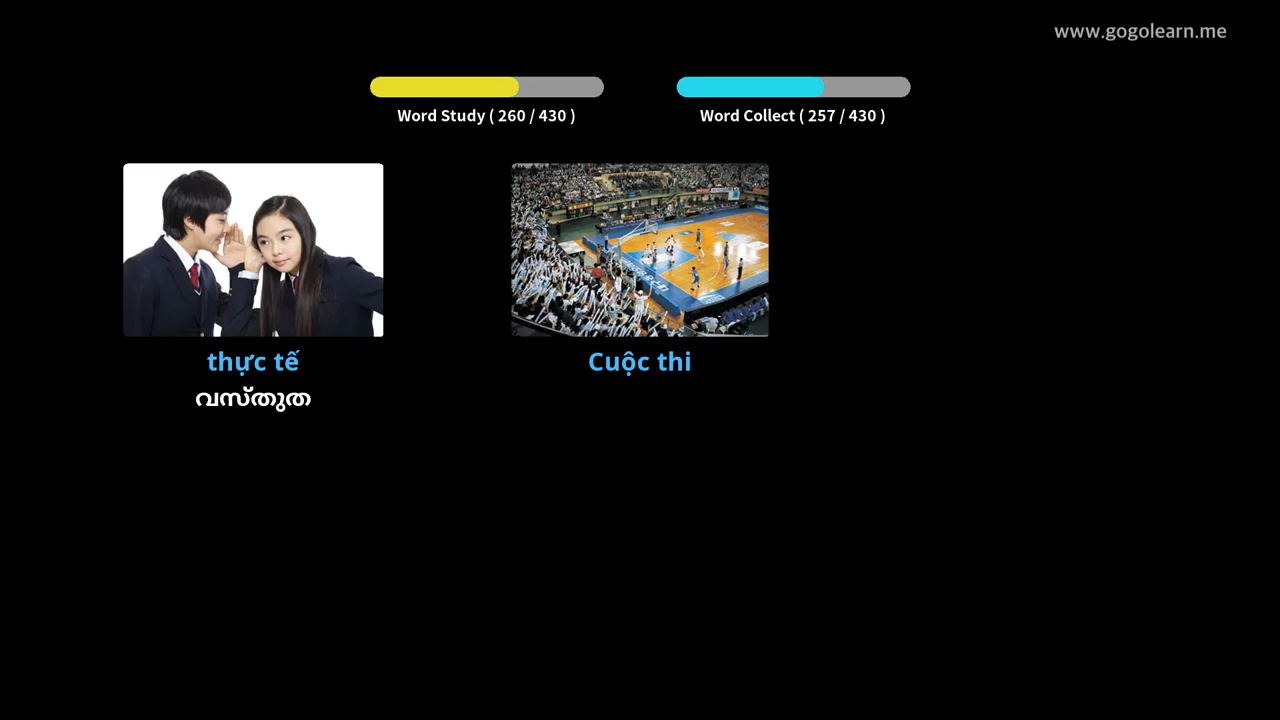 www.gogolearn.me
Word Study ( 260 / 430 )
Word Collect ( 257 / 430 )
thực tế
വസ്തുത
Cuộc thi